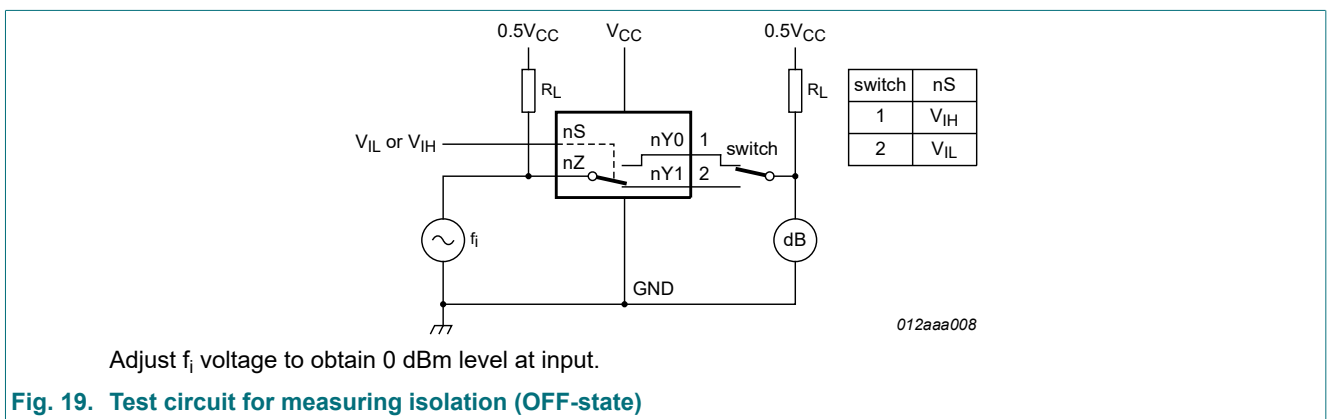 0.5VCC VCC 0.5VCC
RL RL
switch nS
1 VIH
2 VIL
VIL or VIH
nS nY0 1 switch
nZ nY1 2
fi dB
GND
012aaa008
Adjust fi voltage to obtain 0 dBm level at input.
Fig. 19. Test circuit for measuring isolation (OFF-state)